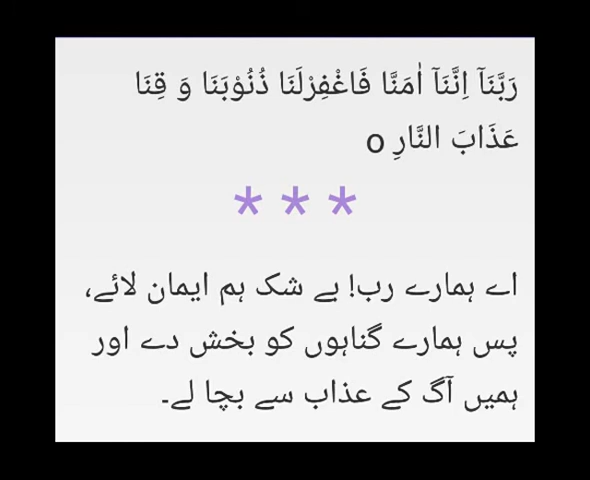 رَبَّنَآ اِنَّنَآ اٰمَنَّا فَاغْفِرْلَنَا ذُنُوْبَنَا وَ قِنَا
عَذَابَ النَّارِ o
* * *
اے ہمارے رب! بے شک ہم ایمان لائے،
پس ہمارے گناہوں کو بخش دے اور
ہمیں آگ کے عذاب سے بچا لے۔